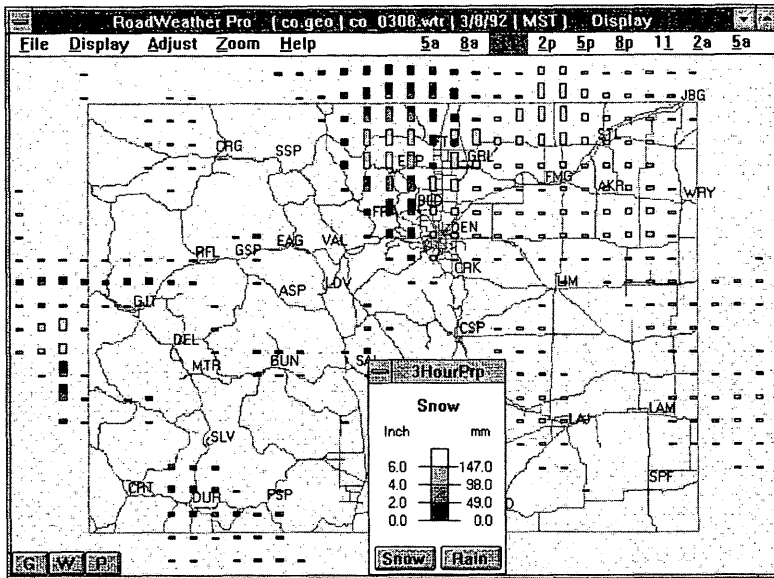 RoadWeather Pro ( co.geo | co_0308.wtr | 3/8/92 | MST ) Display
File Display Adjust Zoom Help 5a 8a 2p 5p 8p 11 2a 5a
JBG
CRG SSP STL
GRL
FMG AKR WRY
DEN
RFL GSP EAG VAL
CRK
GJT ASP LDV LIM
DEL CSP
MTR GUN
3HourPrp
Snow
LAJ LAM
Inch mm
SLV
6.0 147.0
4.0 98.0
2.0 49.0
0.0 0.0
SPF
CRT DUR PSP
G W P
Snow Rain